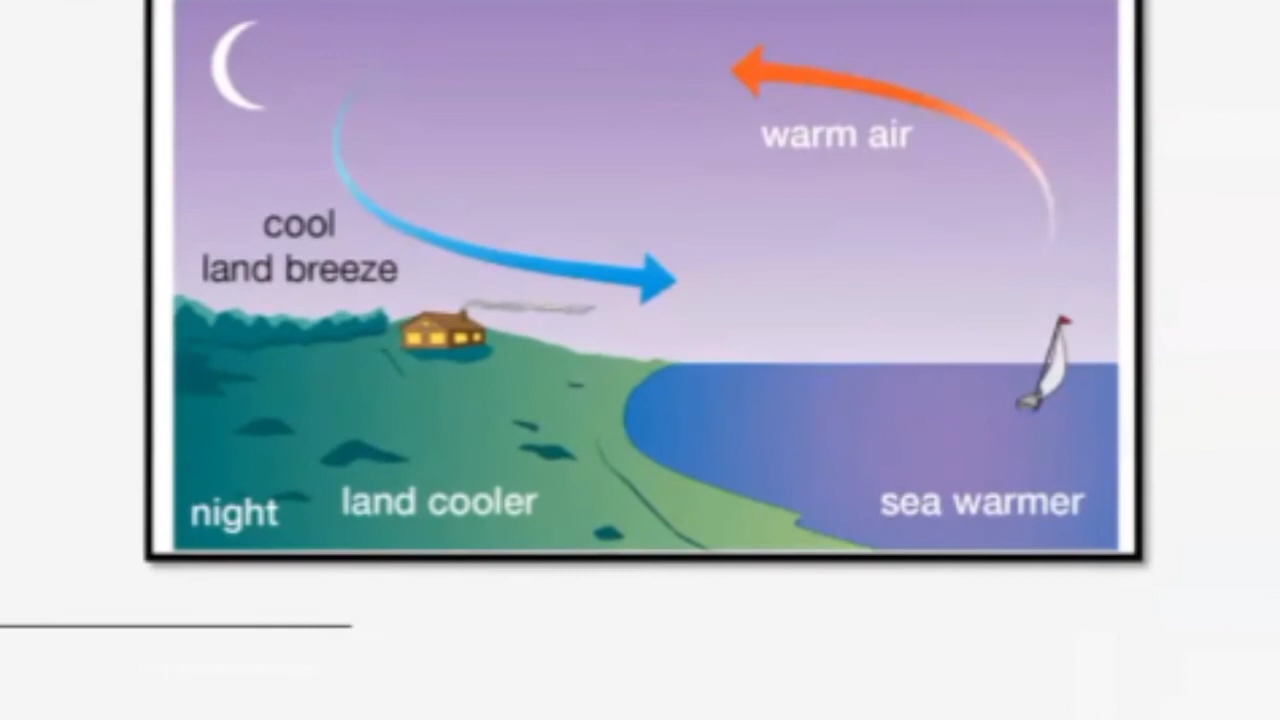 warm air
cool
land breeze
night
land cooler
sea warmer